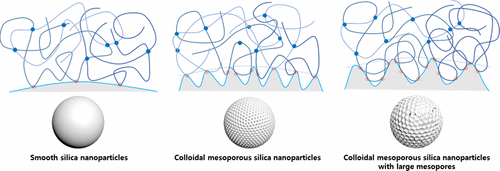 Smooth silica nanoparticles
Colloidal mesoporous silica nanoparticles
Colloidal mesoporous silica nanoparticles
with large mesopores